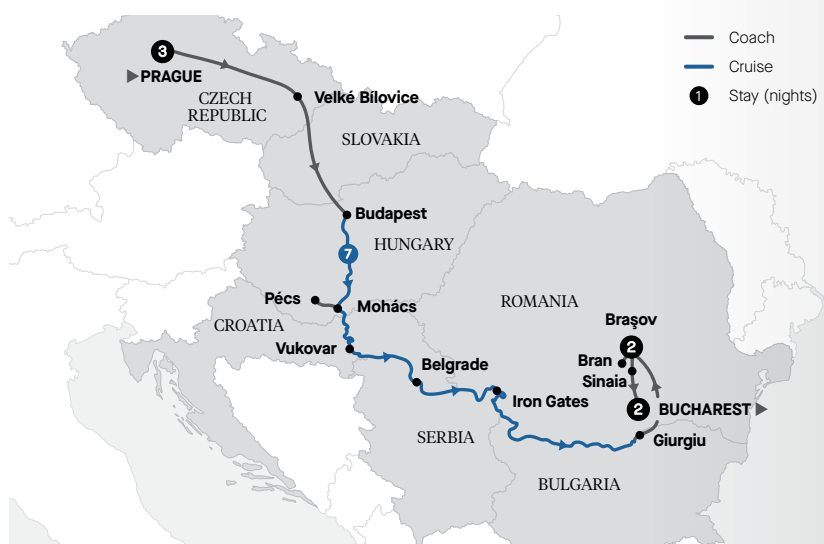 Coach
Cruise
1 Stay (nights)
3
PRAGUE
CZECH
REPUBLIC
Velké Bílovice
SLOVAKIA
Budapest
HUNGARY
7
Pécs
Mohács
CROATIA
Vukovar
ROMANIA
Braşov
2
Bran
Sinaia
Belgrade
Iron Gates
2
BUCHAREST
Giurgiu
SERBIA
BULGARIA